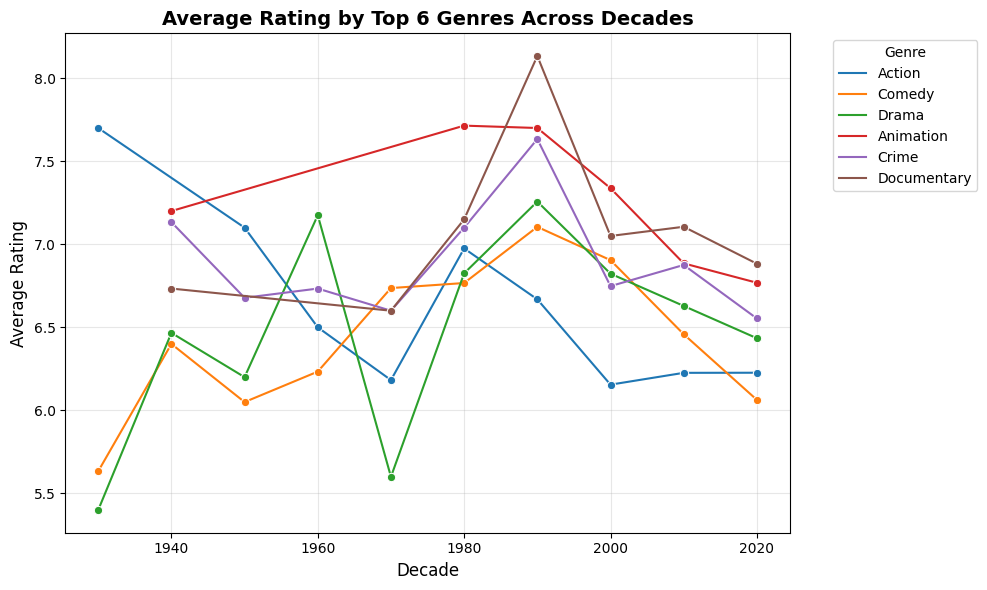 Average Rating by Top 6 Genres Across Decades
Genre
Action
Comedy
Drama
Animation
Crime
Documentary
Average Rating
8.0
7.5
7.0
6.5
6.0
5.5
1940 1960 1980 2000 2020
Decade